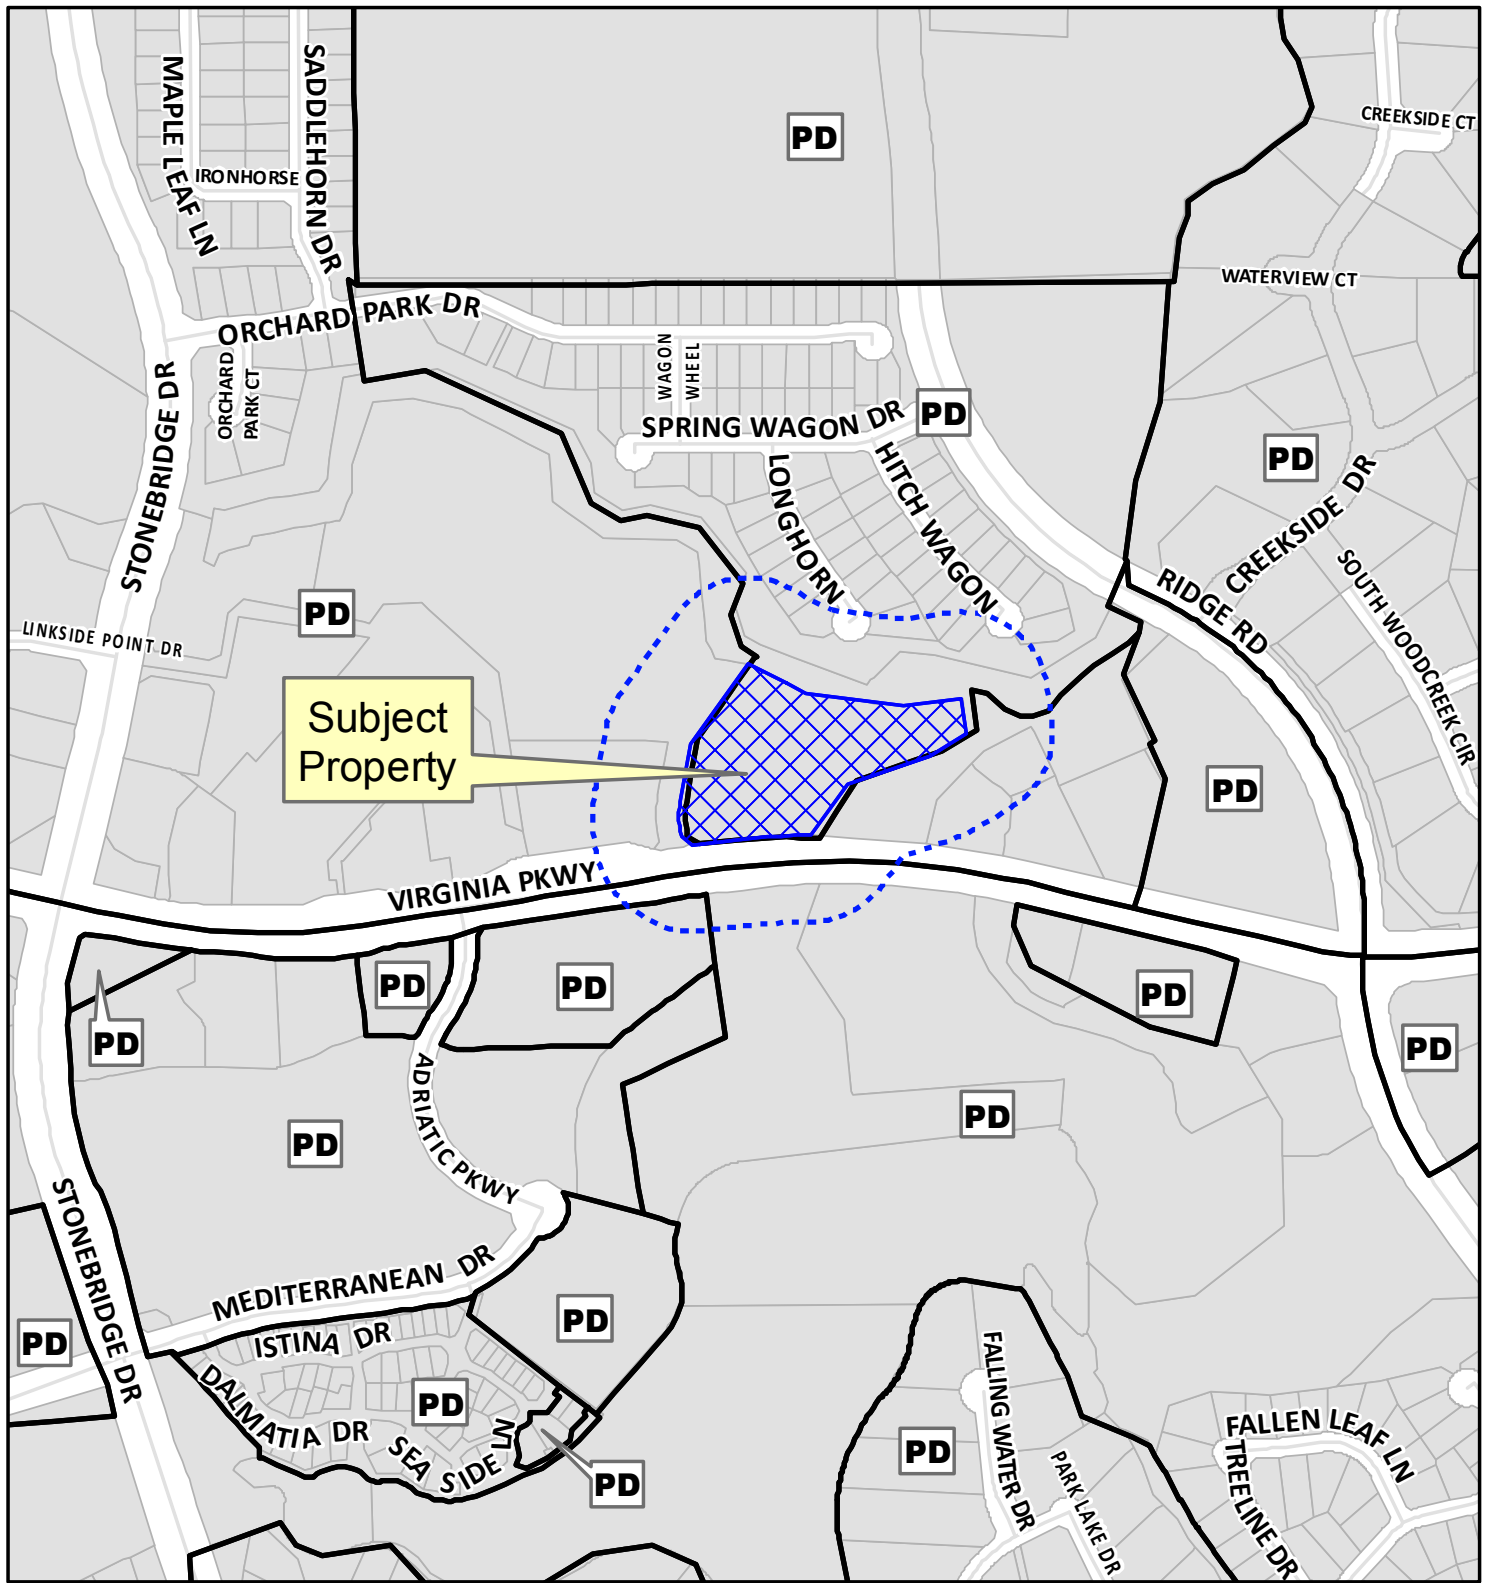 MAPLE LEAF LN
SADDLEHORN DR
IRONHORSE
PD
CREEKSIDE CT
WATERVIEW CT
ORCHARD PARK DR
ORCHARD
PARK CT
WAGON
WHEEL
STONEBRIDGE DR
SPRING WAGON DR
PD
LONGHORN
HITCH WAGON
PD
CREEKSIDE DR
SOUTH WOODCREEK CIR
RIDGE RD
PD
LINKSIDE POINT DR
Subject
Property
PD
VIRGINIA PKWY
PD
PD
PD
PD
PD
ADRIATIC PKWY
PD
PD
STONEBRIDGE DR
MEDITERRANEAN DR
ISTINA DR
PD
PD
DALMATIA DR
PD
SEA SIDE LN
PD
FALLING WATER DR
PD
PARK LAKE DR
FALLEN LEAF LN
TREELINE DR